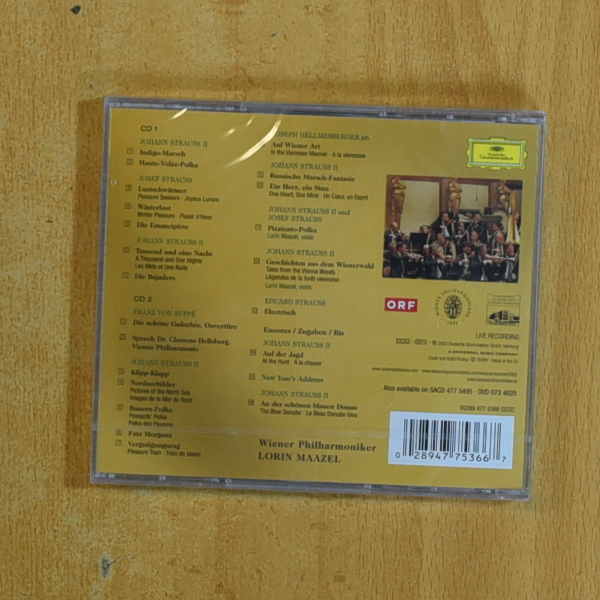 CD 1
JOHANN STRAUSS II
Indigo-Marsch
Haute-Volée-Polka
JOSEF STRAUSS
Lustschwärmer
Pleasure Seekers · Joyeux Lurons
Winterlust
Winter Pleasure · Plaisir d'hiver
Die Emancipirte
JOHANN STRAUSS II
Tausend und eine Nacht
A Thousand and One Nights
Les Mille et Une Nuits
Die Bajadere
CD 2
FRANZ VON SUPPÉ
Die schöne Galathée, Ouvertüre
Speech Dr. Clemens Hellsberg,
Vienna Philharmonic
JOHANN STRAUSS II
Klipp-Klapp
Nordseebilder
Pictures of the North Sea
Images de la Mer du Nord
Bauern-Polka
Peasants' Polka
Polka des Paysans
Fata Morgana
Vergnügungszug
Pleasure Train · Train de plaisir
JOSEPH HELLMESBERGER jun.
Auf Wiener Art
In the Viennese Manner · A la viennoise
JOHANN STRAUSS II
Russische Marsch-Fantasie
Ein Herz, ein Sinn
One Heart, One Mind · Un Cœur, un Esprit
JOHANN STRAUSS II und
JOSEF STRAUSS
Pizzicato-Polka
Lorin Maazel, violin
JOHANN STRAUSS II
Geschichten aus dem Wienerwald
Tales from the Vienna Woods
Légendes de la forêt viennoise
Lorin Maazel, violin
EDUARD STRAUSS
Electrisch
Encores / Zugaben / Bis
JOHANN STRAUSS II
Auf der Jagd
At the Hunt · A la chasse
New Year's Address
JOHANN STRAUSS II
An der schönen blauen Donau
The Blue Danube · Le Beau Danube bleu
Wiener Philharmoniker
LORIN MAAZEL
Deutsche
Grammophon
ORF
LIVE RECORDING
A UNIVERSAL MUSIC COMPANY
Also available on SACD 477 5495 · DVD 073 4020
00289 477 5366
0 28947 75366 7